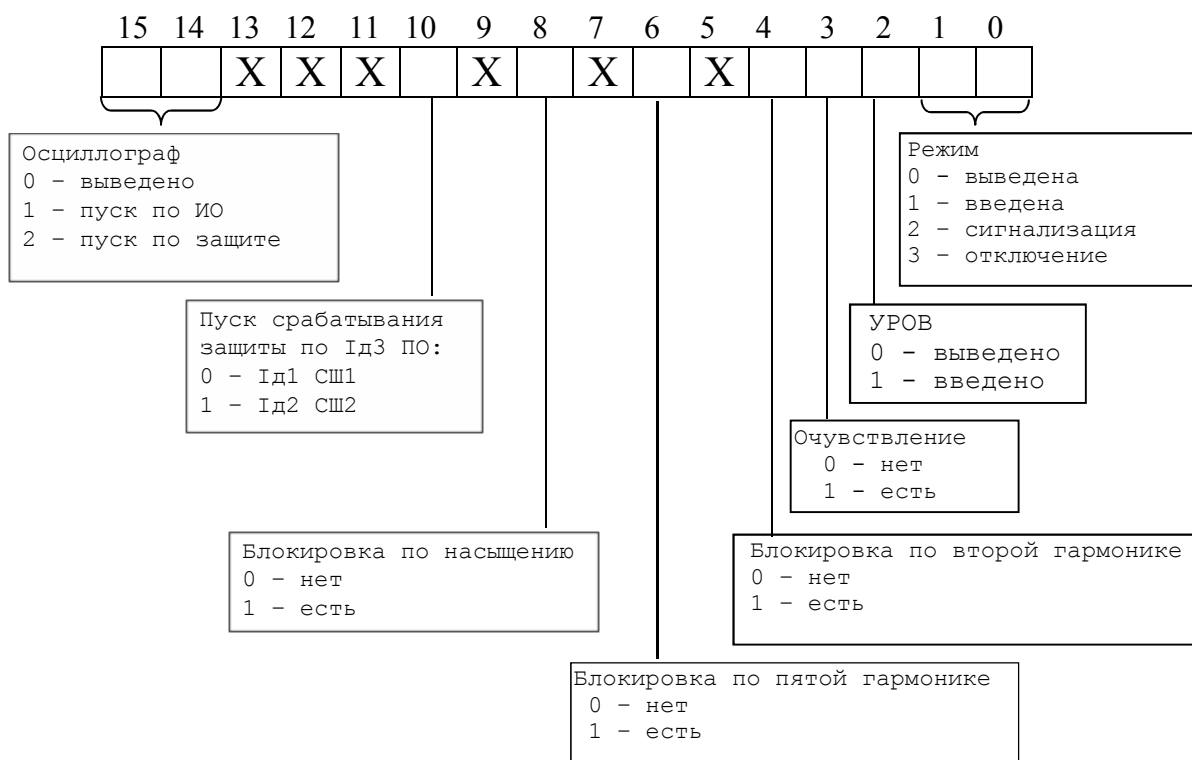 15 14 13 12 11 10 9 8 7 6 5 4 3 2 1 0
X X X X X X
Осциллограф
0 – выведено
1 – пуск по ИО
2 – пуск по защите
Режим
0 - выведена
1 - введена
2 – сигнализация
3 – отключение
Пуск срабатывания
защиты по Iд3 ПО:
0 – Iд1 СШ1
1 – Iд2 СШ2
УРОВ
0 - выведено
1 - введено
Очувствление
0 - нет
1 - есть
Блокировка по насыщению
0 – нет
1 – есть
Блокировка по второй гармонике
0 – нет
1 – есть
Блокировка по пятой гармонике
0 – нет
1 – есть